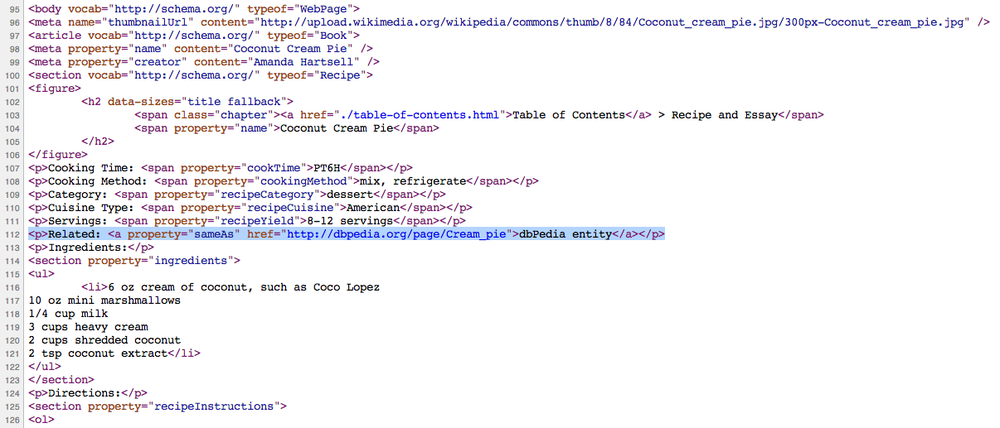 95 <body vocab="http://schema.org/" typeof="WebPage">
96 <meta name="thumbnailUrl" content="http://upload.wikimedia.org/wikipedia/commons/thumb/8/84/Coconut_cream_pie.jpg/300px-Coconut_cream_pie.jpg" />
97 <article vocab="http://schema.org/" typeof="Book">
98 <meta property="name" content="Coconut Cream Pie" />
99 <meta property="creator" content="Amanda Hartsell" />
100 <section vocab="http://schema.org/" typeof="Recipe">
101 <figure>
102 <h2 data-sizes="title fallback">
103 <span class="chapter"><a href="./table-of-contents.html">Table of Contents</a> > Recipe and Essay</span>
104 <span property="name">Coconut Cream Pie</span>
105 </h2>
106 </figure>
107 <p>Cooking Time: <span property="cookTime">PT6H</span></p>
108 <p>Cooking Method: <span property="cookingMethod">mix, refrigerate</span></p>
109 <p>Category: <span property="recipeCategory">dessert</span></p>
110 <p>Cuisine Type: <span property="recipeCuisine">American</span></p>
111 <p>Servings: <span property="recipeYield">8-12 servings</span></p>
112 <p>Related: <a property="sameAs" href="http://dbpedia.org/page/Cream_pie">dbPedia entity</a></p>
113 <p>Ingredients:</p>
114 <section property="ingredients">
115 <ul>
116 <li>6 oz cream of coconut, such as Coco Lopez
117 10 oz mini marshmallows
118 1/4 cup milk
119 3 cups heavy cream
120 2 cups shredded coconut
121 2 tsp coconut extract</li>
122 </ul>
123 </section>
124 <p>Directions:</p>
125 <section property="recipeInstructions">
126 <ol>